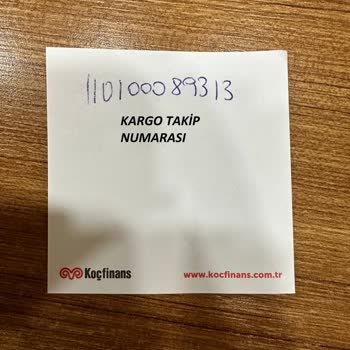 110100089313
KARGO TAKİP
NUMARASI
Koçfinans
www.kocfinans.com.tr